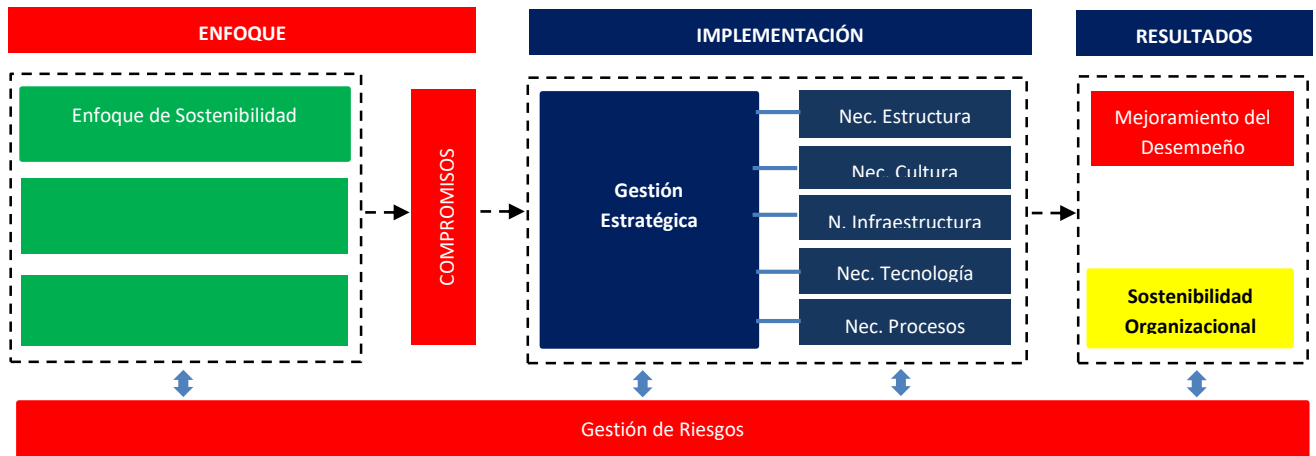 ENFOQUE
IMPLEMENTACIÓN
RESULTADOS
Enfoque de Sostenibilidad
COMPROMISOS
Gestión
Estratégica
Nec. Estructura
Nec. Cultura
N. Infraestructura
Nec. Tecnología
Nec. Procesos
Mejoramiento del
Desempeño
Sostenibilidad
Organizacional
Gestión de Riesgos